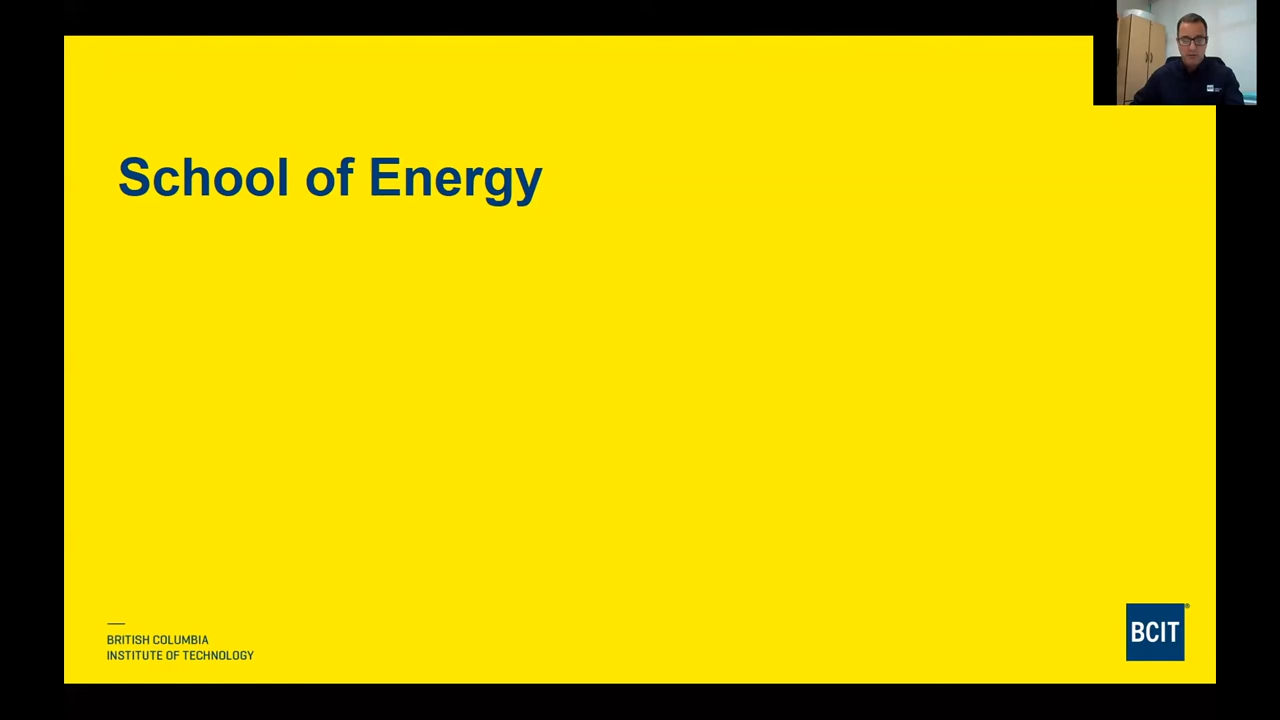 School of Energy
BRITISH COLUMBIA
INSTITUTE OF TECHNOLOGY
BCIT®